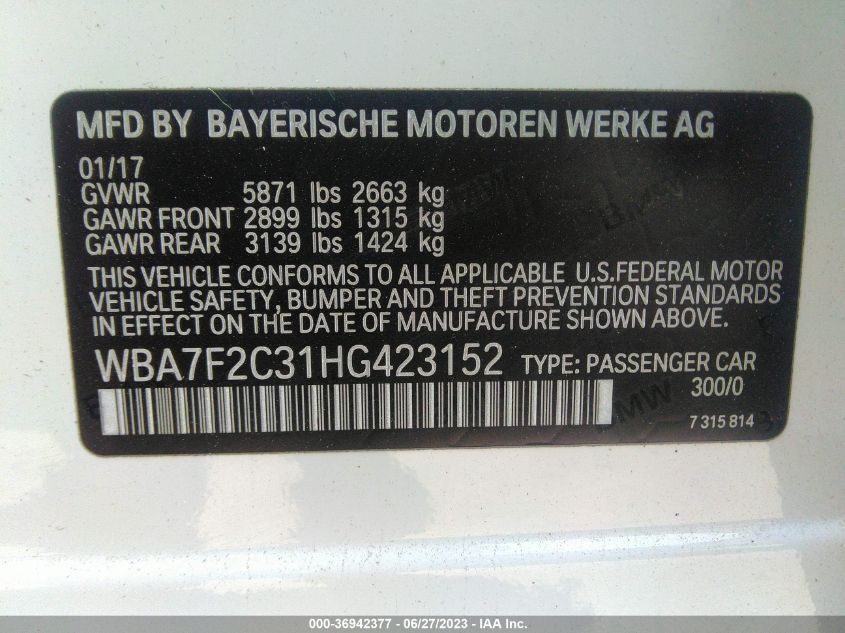 MFD BY BAYERISCHE MOTOREN WERKE AG
01/17
GVWR 5871 lbs 2663 kg
GAWR FRONT 2899 lbs 1315 kg
GAWR REAR 3139 lbs 1424 kg
THIS VEHICLE CONFORMS TO ALL APPLICABLE U.S.FEDERAL MOTOR
VEHICLE SAFETY, BUMPER AND THEFT PREVENTION STANDARDS
IN EFFECT ON THE DATE OF MANUFACTURE SHOWN ABOVE.
WBA7F2C31HG423152 TYPE: PASSENGER CAR
300/0
BMW
BMW
7 315 814
000-36942377 - 06/27/2023 - IAA Inc.